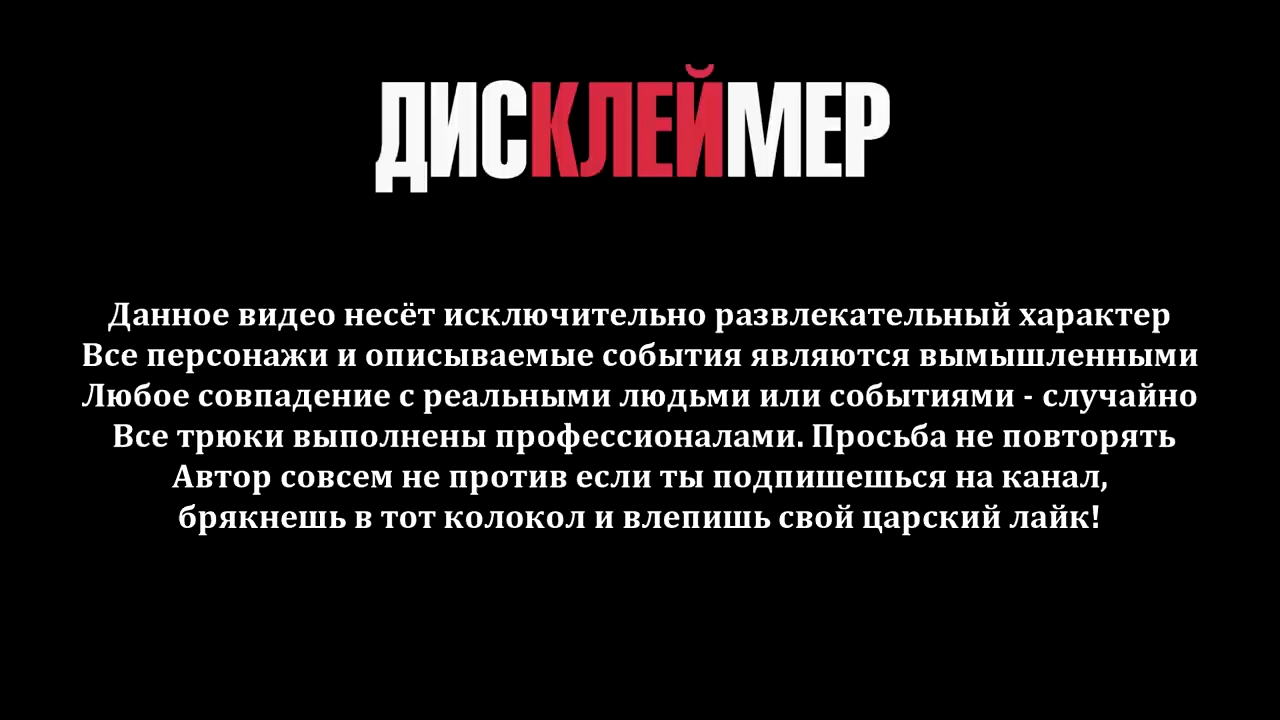 ДИСКЛЕЙМЕР
Данное видео несёт исключительно развлекательный характер
Все персонажи и описываемые события являются вымышленными
Любое совпадение с реальными людьми или событиями - случайно
Все трюки выполнены профессионалами. Просьба не повторять
Автор совсем не против если ты подпишешься на канал,
брякнешь в тот колокол и влепишь свой царский лайк!